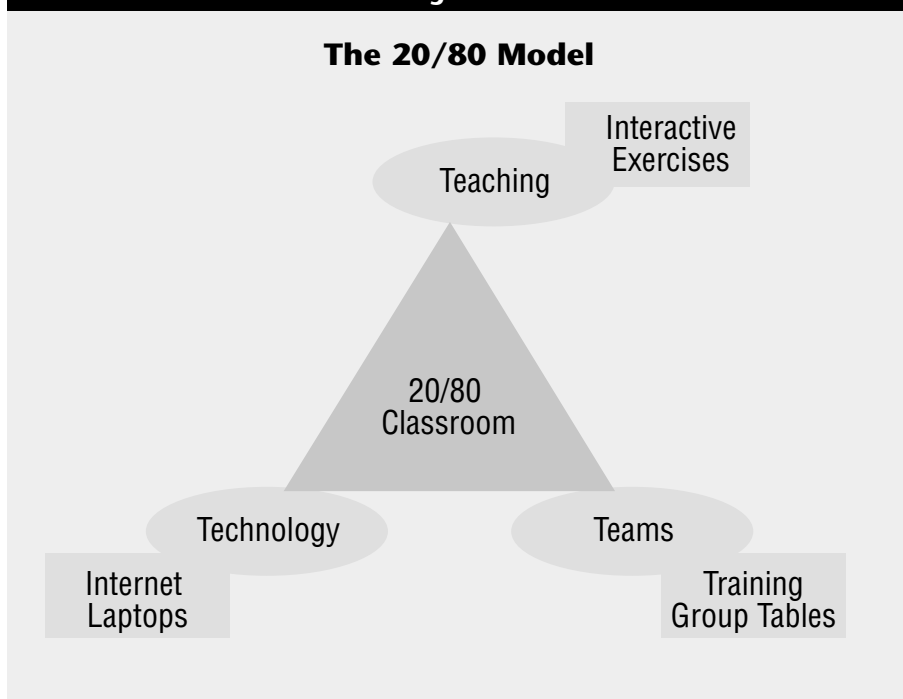 The 20/80 Model
Interactive
Exercises
Teaching
20/80
Classroom
Technology
Teams
Internet
Laptops
Training
Group Tables